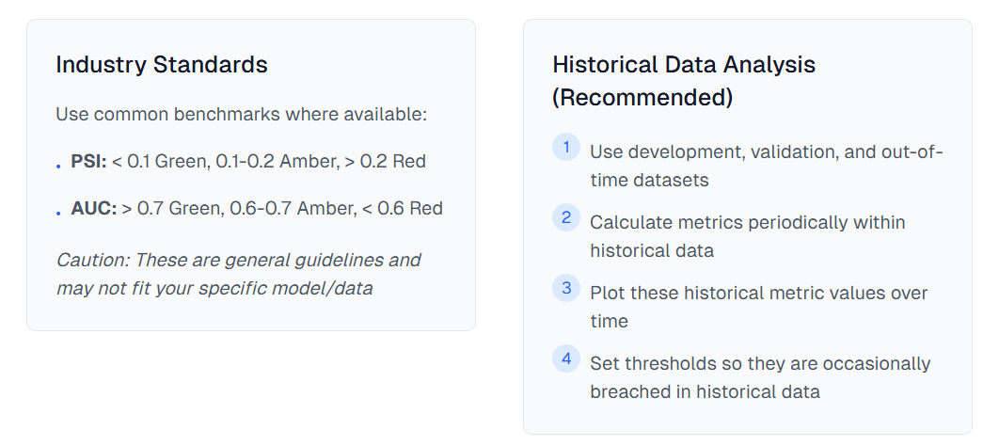 Industry Standards
Use common benchmarks where available:
• PSI: < 0.1 Green, 0.1-0.2 Amber, > 0.2 Red
• AUC: > 0.7 Green, 0.6-0.7 Amber, < 0.6 Red
Caution: These are general guidelines and
may not fit your specific model/data
Historical Data Analysis
(Recommended)
1 Use development, validation, and out-of-
time datasets
2 Calculate metrics periodically within
historical data
3 Plot these historical metric values over
time
4 Set thresholds so they are occasionally
breached in historical data